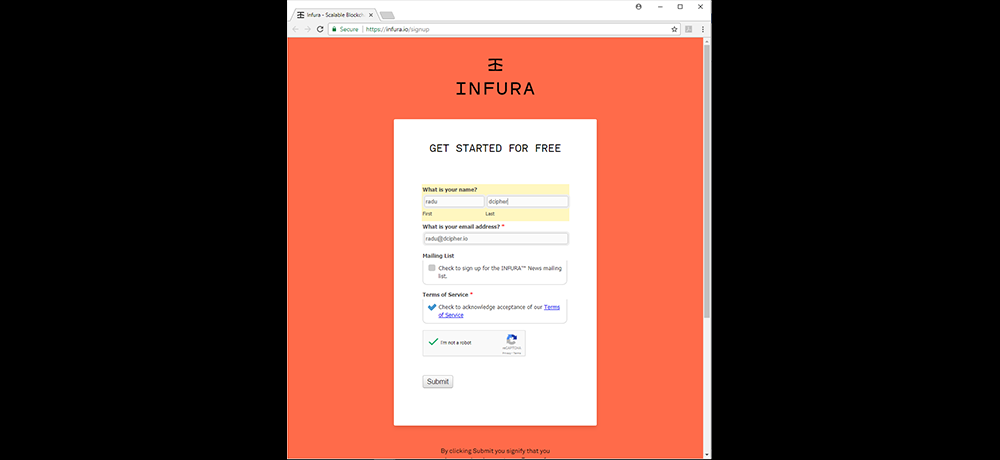 Infura - Scalable Blockch
Secure
https://infura.io/signup
INFURA
GET STARTED FOR FREE
What is your name?
radu dcipher
First Last
What is your email address? *
radu@dcipher.io
Mailing List
Check to sign up for the INFURA™ News mailing
list.
Terms of Service *
Check to acknowledge acceptance of our Terms
of Service
I'm not a robot
reCAPTCHA
Privacy - Terms
Submit
By clicking Submit you signify that you